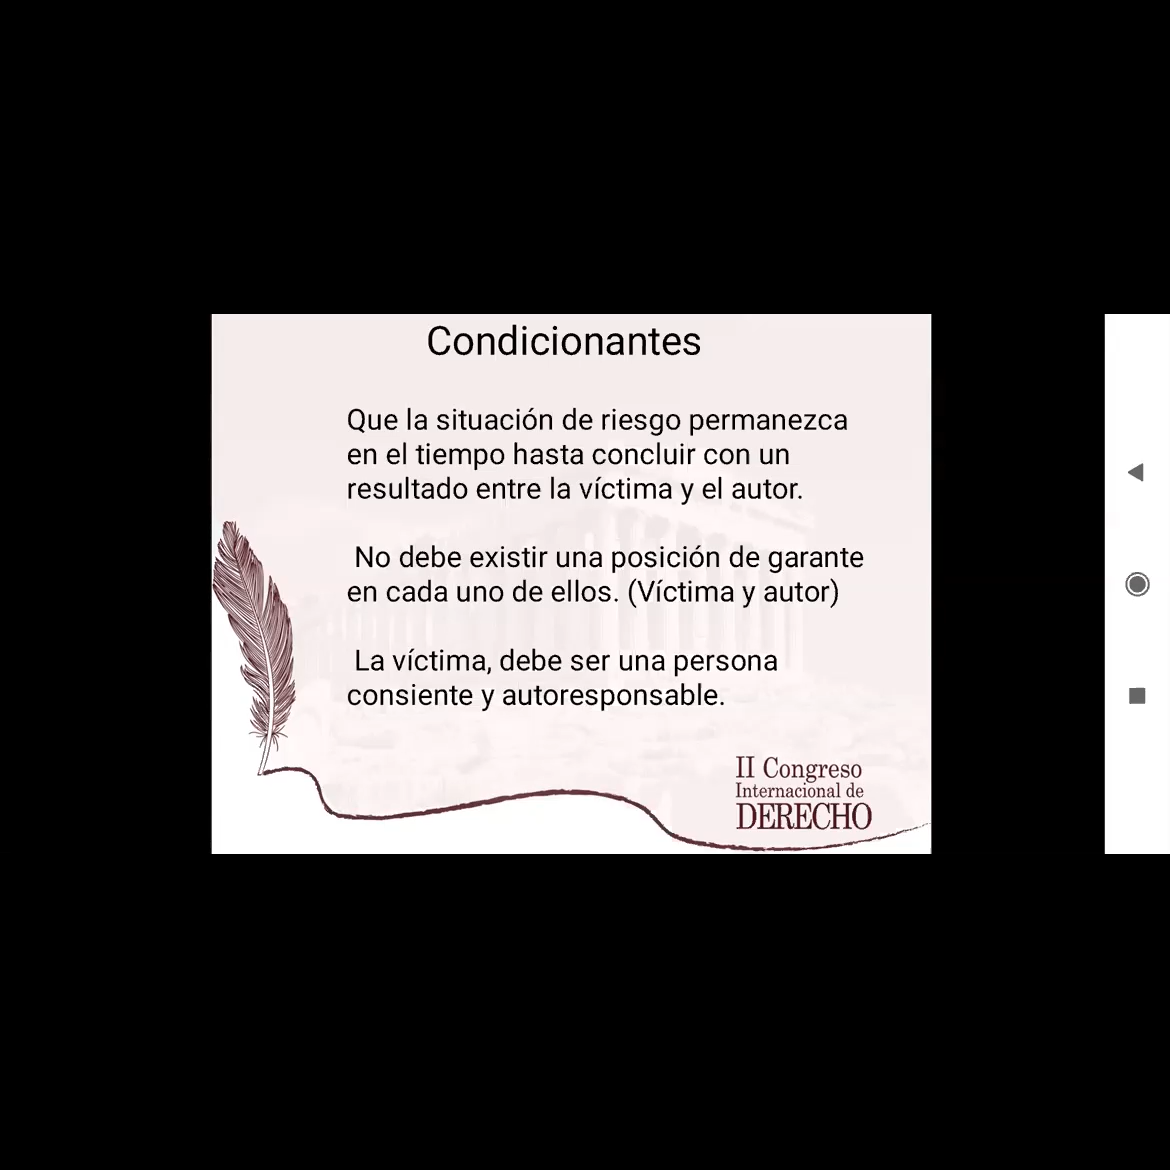 Condicionantes
Que la situación de riesgo permanezca
en el tiempo hasta concluir con un
resultado entre la víctima y el autor.
No debe existir una posición de garante
en cada uno de ellos. (Víctima y autor)
La víctima, debe ser una persona
consiente y autoresponsable.
II Congreso
Internacional de
DERECHO